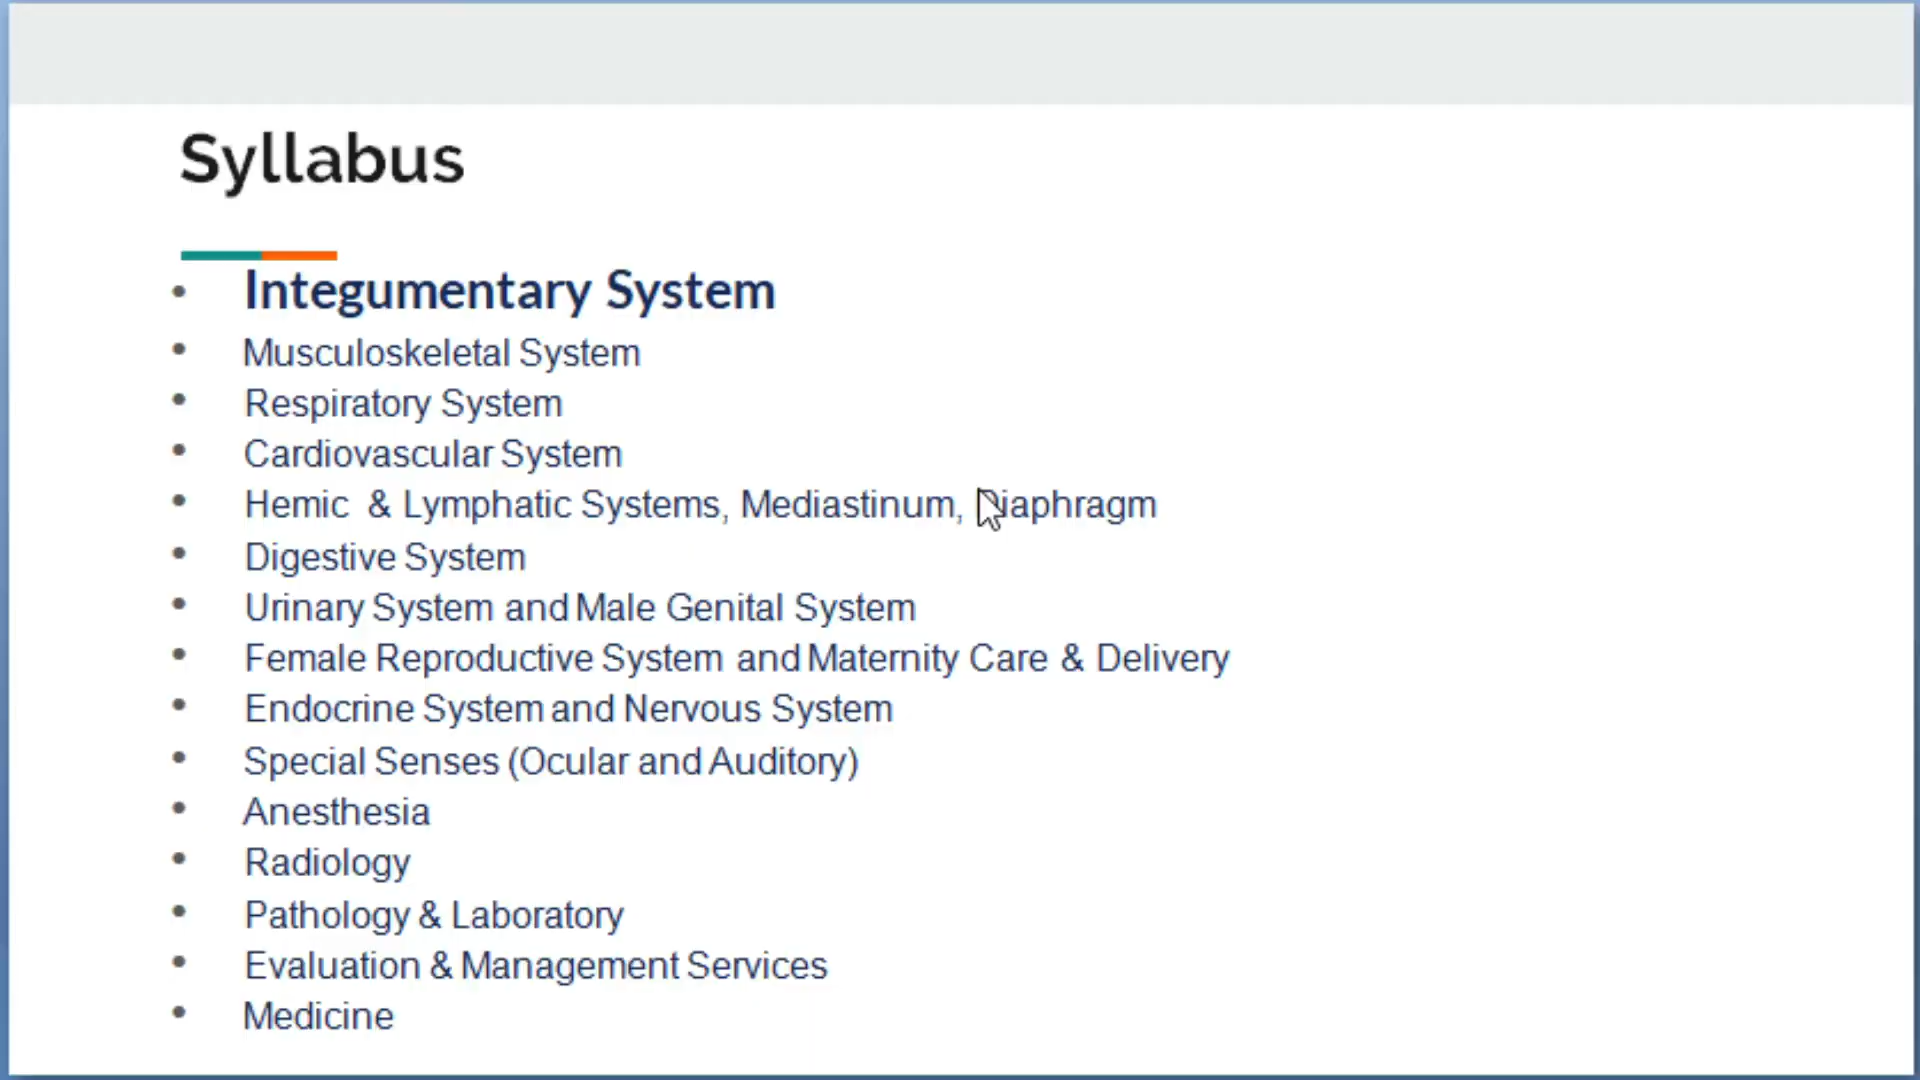 Syllabus
• Integumentary System
• Musculoskeletal System
• Respiratory System
• Cardiovascular System
• Hemic & Lymphatic Systems, Mediastinum, Diaphragm
• Digestive System
• Urinary System and Male Genital System
• Female Reproductive System and Maternity Care & Delivery
• Endocrine System and Nervous System
• Special Senses (Ocular and Auditory)
• Anesthesia
• Radiology
• Pathology & Laboratory
• Evaluation & Management Services
• Medicine